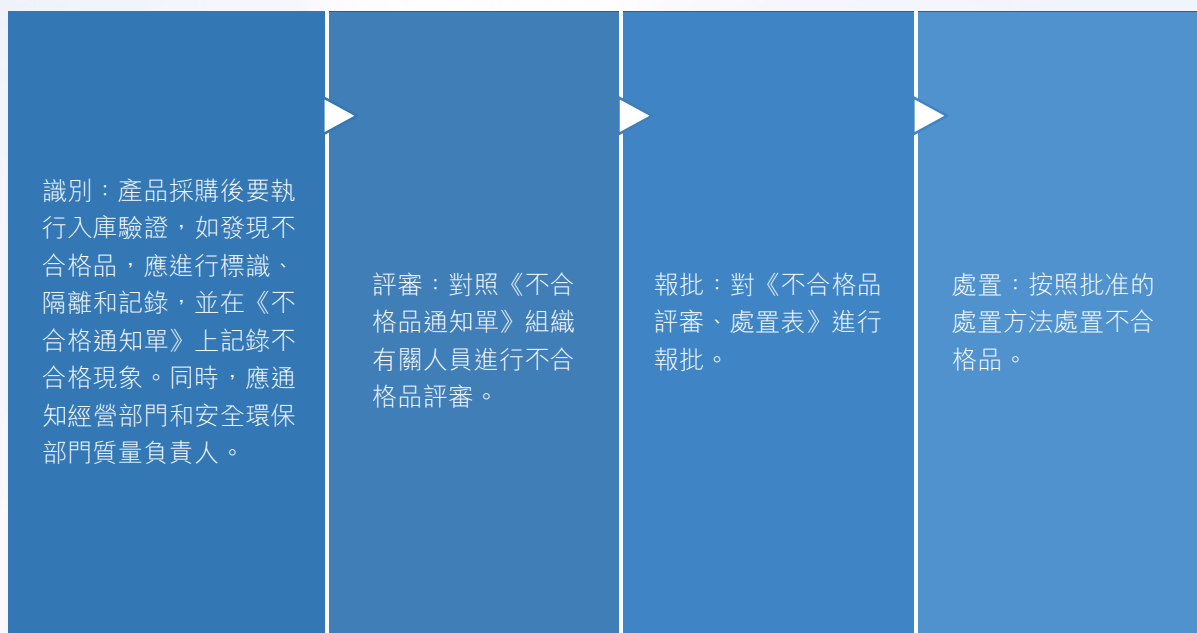 識別：產品採購後要執
行入庫驗證，如發現不
合格品，應進行標識、
隔離和記錄，並在《不
合格通知單》上記錄不
合格現象。同時，應通
知經營部門和安全環保
部門質量負責人。
評審：對照《不合
格品通知單》組織
有關人員進行不合
格品評審。
報批：對《不合格品
評審、處置表》進行
報批。
處置：按照批准的
處置方法處置不合
格品。